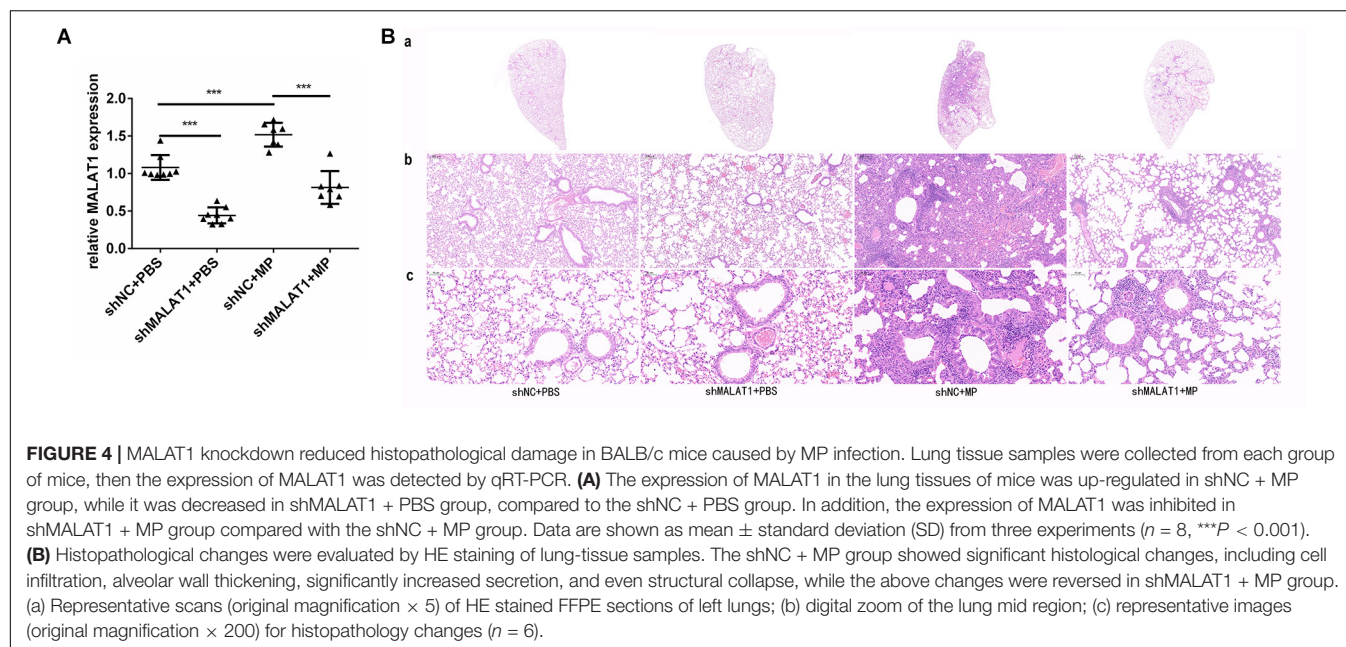 A
B
a
b
c
relative MALAT1 expression
2.0
1.5
1.0
0.5
0.0
***
***
***
shNC+PBS
shMALAT1+PBS
shNC+MP
shMALAT1+MP
shNC+PBS
shMALAT1+PBS
shNC+MP
shMALAT1+MP
FIGURE 4 | MALAT1 knockdown reduced histopathological damage in BALB/c mice caused by MP infection. Lung tissue samples were collected from each group
of mice, then the expression of MALAT1 was detected by qRT-PCR. (A) The expression of MALAT1 in the lung tissues of mice was up-regulated in shNC + MP
group, while it was decreased in shMALAT1 + PBS group, compared to the shNC + PBS group. In addition, the expression of MALAT1 was inhibited in
shMALAT1 + MP group compared with the shNC + MP group. Data are shown as mean ± standard deviation (SD) from three experiments (n = 8, ***P < 0.001).
(B) Histopathological changes were evaluated by HE staining of lung-tissue samples. The shNC + MP group showed significant histological changes, including cell
infiltration, alveolar wall thickening, significantly increased secretion, and even structural collapse, while the above changes were reversed in shMALAT1 + MP group.
(a) Representative scans (original magnification × 5) of HE stained FFPE sections of left lungs; (b) digital zoom of the lung mid region; (c) representative images
(original magnification × 200) for histopathology changes (n = 6).